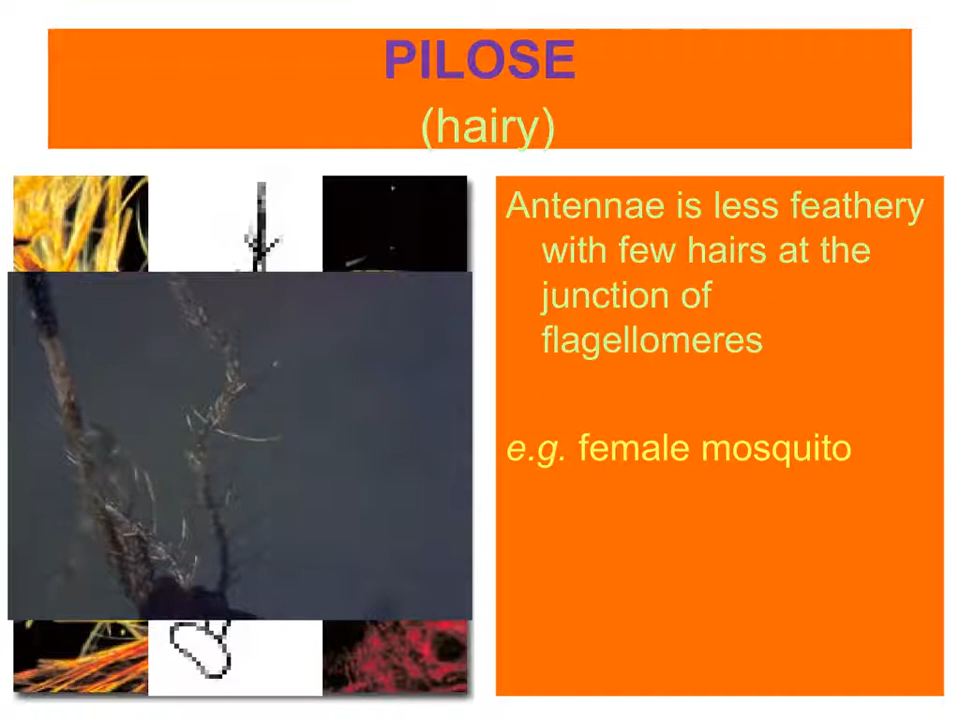 PILOSE
(hairy)
Antennae is less feathery
with few hairs at the
junction of
flagellomeres
e.g. female mosquito